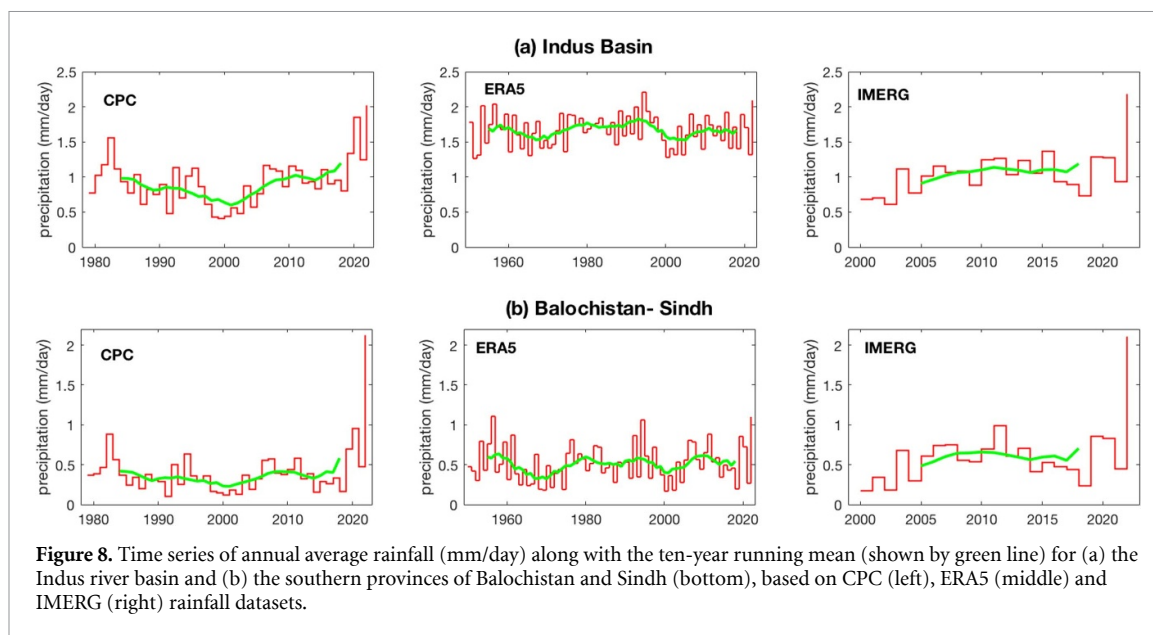 (a) Indus Basin
CPC
ERA5
IMERG
precipitation (mm/day)
2.5
2
1.5
1
0.5
0
1980 1990 2000 2010 2020
precipitation (mm/day)
2.5
2
1.5
1
0.5
0
1960 1980 2000 2020
precipitation (mm/day)
2.5
2
1.5
1
0.5
0
2000 2005 2010 2015 2020
(b) Balochistan- Sindh
CPC
ERA5
IMERG
precipitation (mm/day)
2
1.5
1
0.5
0
1980 1990 2000 2010 2020
precipitation (mm/day)
2
1.5
1
0.5
0
1960 1980 2000 2020
precipitation (mm/day)
2
1.5
1
0.5
0
2000 2005 2010 2015 2020
Figure 8. Time series of annual average rainfall (mm/day) along with the ten-year running mean (shown by green line) for (a) the
Indus river basin and (b) the southern provinces of Balochistan and Sindh (bottom), based on CPC (left), ERA5 (middle) and
IMERG (right) rainfall datasets.